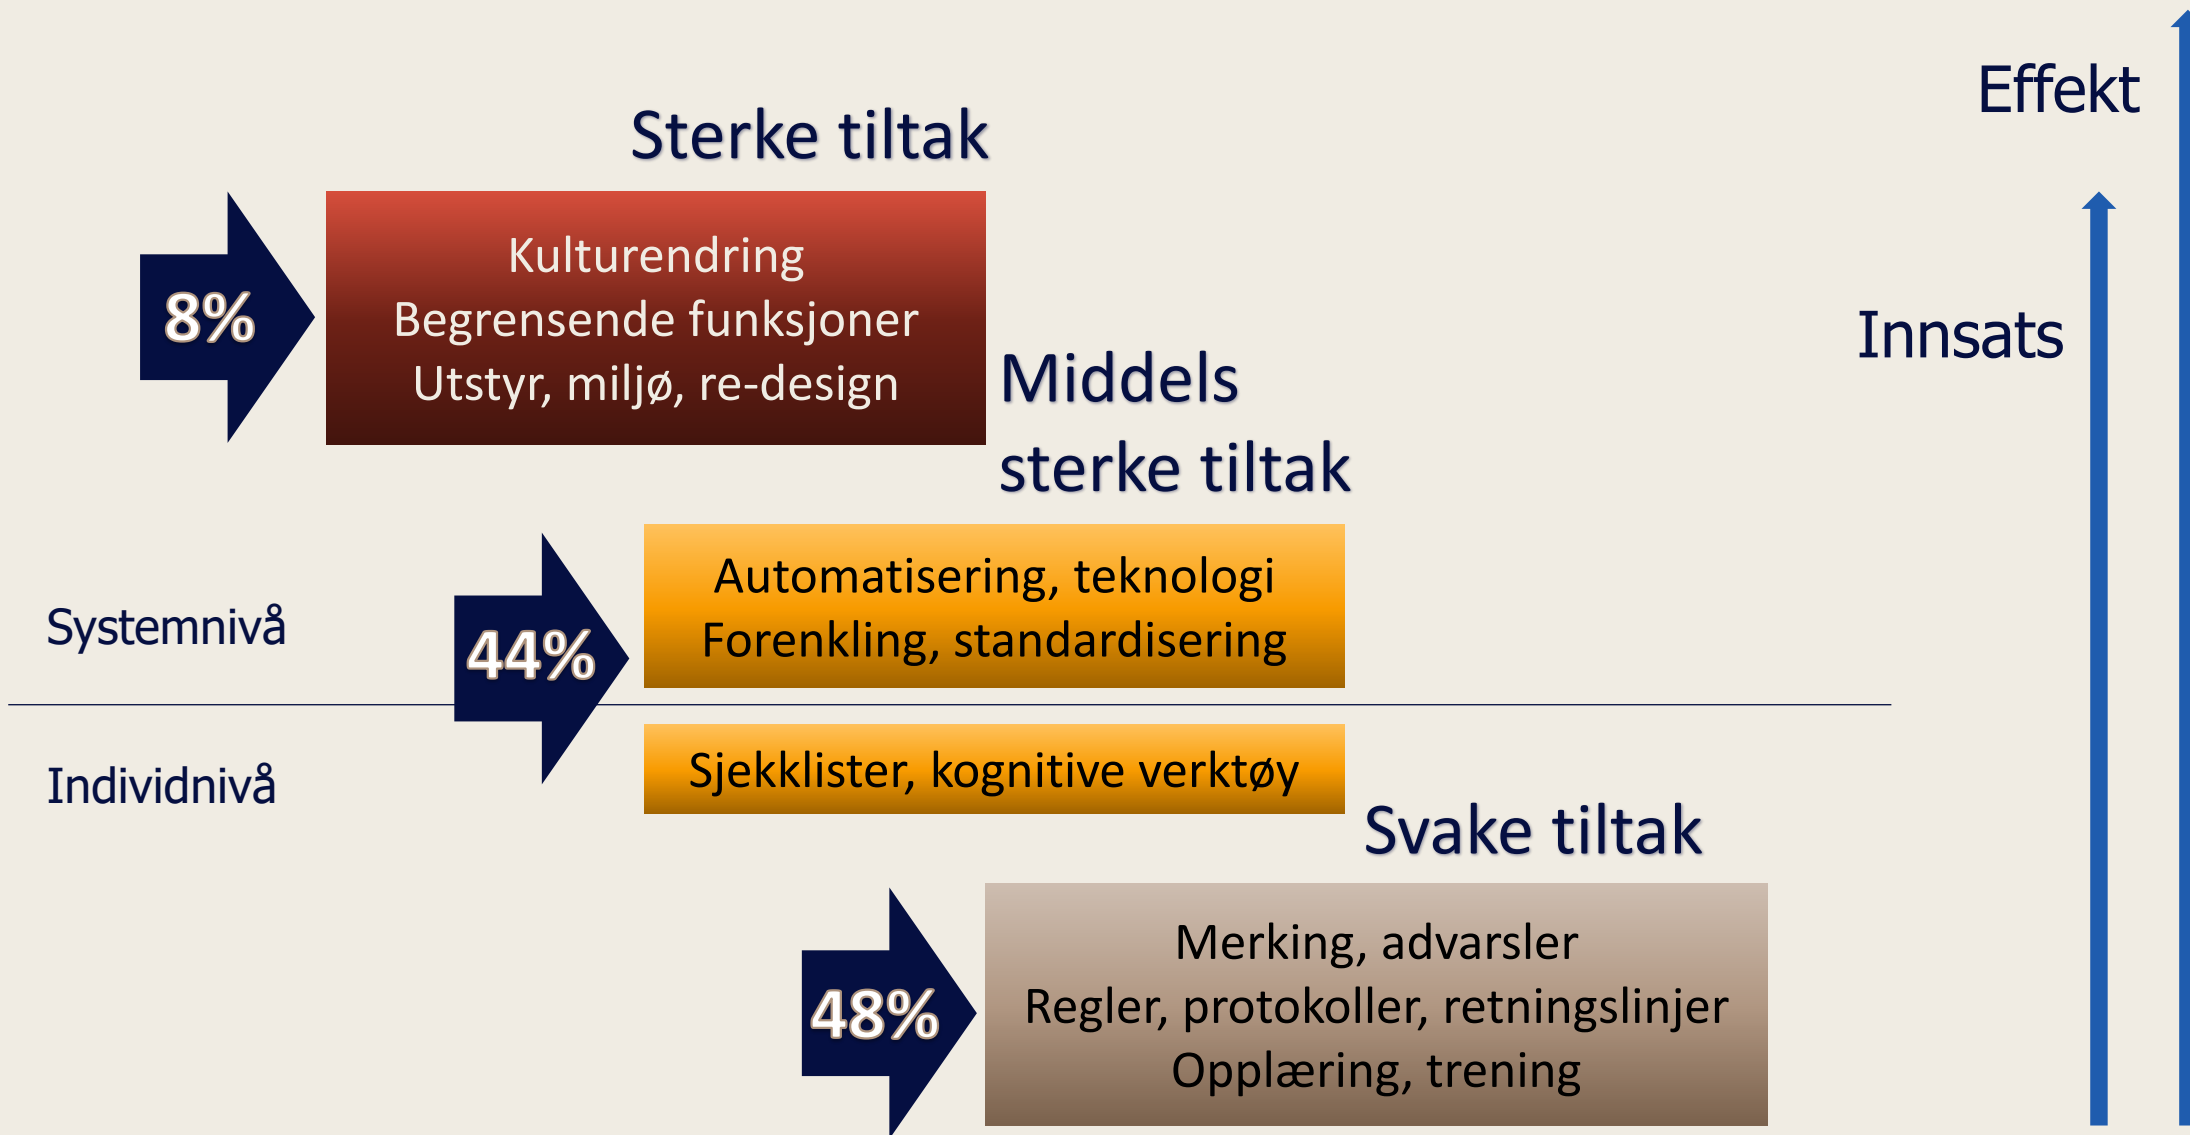 Effekt
Sterke tiltak
Kulturendring
Begrensende funksjoner
Utstyr, miljø, re-design
8%
Innsats
Middels
sterke tiltak
Automatisering, teknologi
Forenkling, standardisering
Systemnivå
44%
Individnivå
Sjekklister, kognitive verktøy
Svake tiltak
Merking, advarsler
Regler, protokoller, retningslinjer
Opplæring, trening
48%